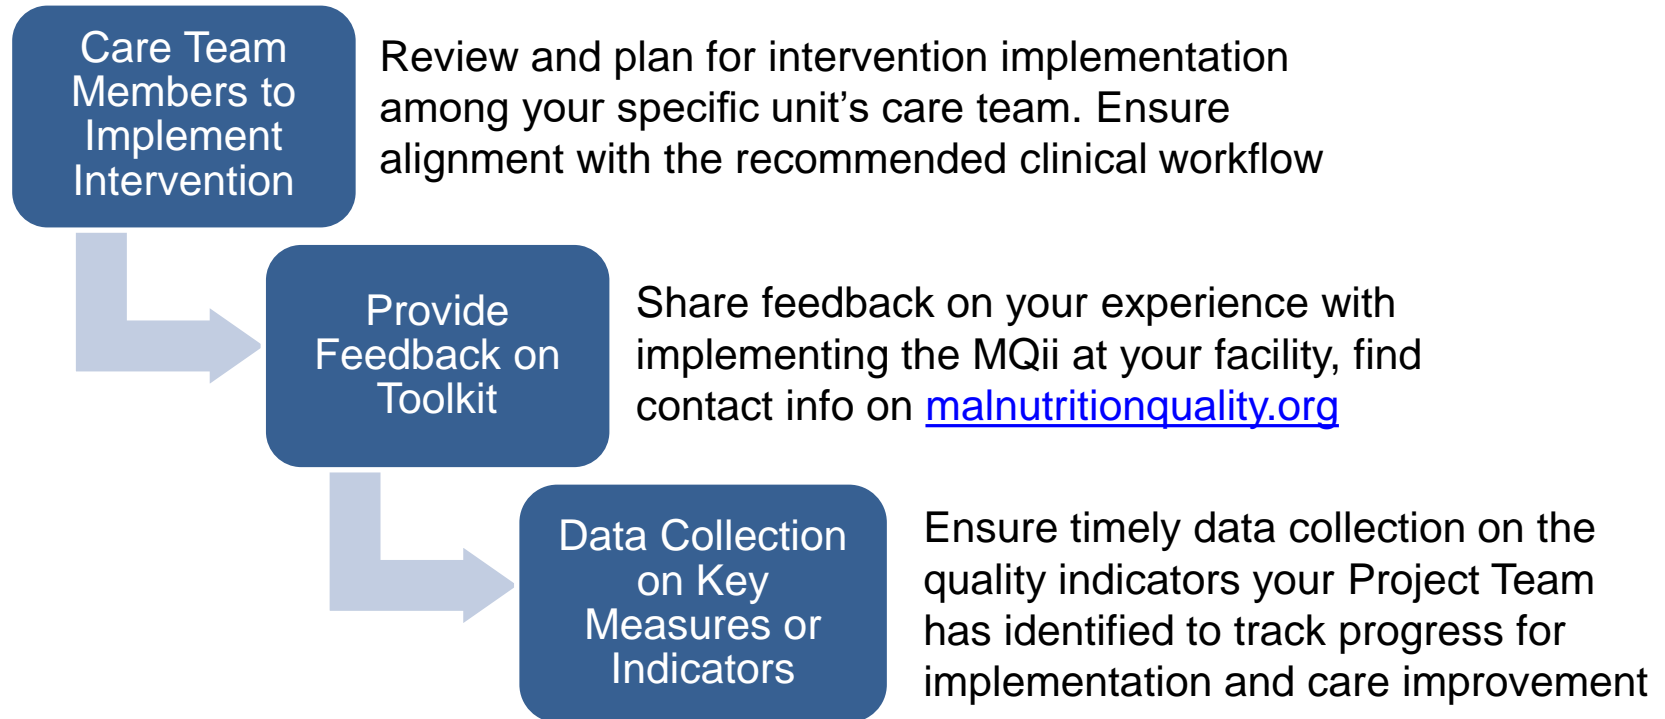 Care Team
Members to
Implement
Intervention
Review and plan for intervention implementation
among your specific unit’s care team. Ensure
alignment with the recommended clinical workflow
Provide
Feedback on
Toolkit
Share feedback on your experience with
implementing the MQii at your facility, find
contact info on malnutritionquality.org
Data Collection
on Key
Measures or
Indicators
Ensure timely data collection on the
quality indicators your Project Team
has identified to track progress for
implementation and care improvement